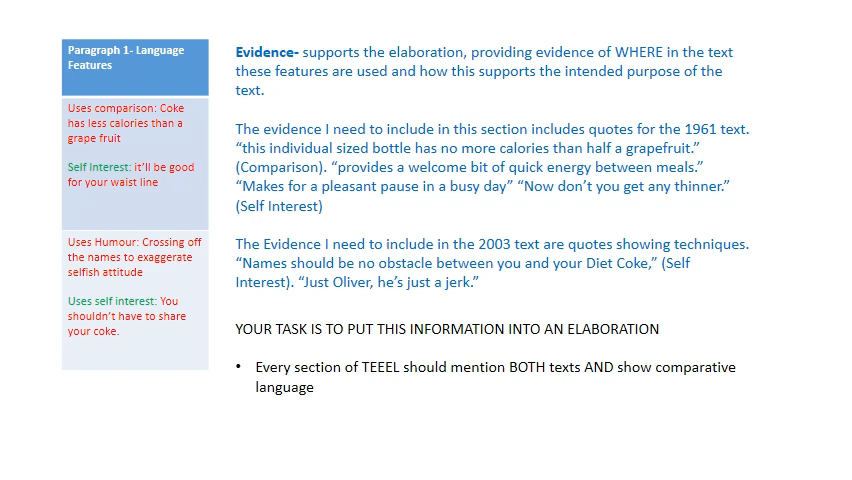 Paragraph 1- Language
Features
Uses comparison: Coke
has less calories than a
grape fruit
Self Interest: it’ll be good
for your waist line
Uses Humour: Crossing off
the names to exaggerate
selfish attitude
Uses self interest: You
shouldn’t have to share
your coke.
Evidence- supports the elaboration, providing evidence of WHERE in the text
these features are used and how this supports the intended purpose of the
text.
The evidence I need to include in this section includes quotes for the 1961 text.
“this individual sized bottle has no more calories than half a grapefruit.”
(Comparison). “provides a welcome bit of quick energy between meals.”
“Makes for a pleasant pause in a busy day” “Now don’t you get any thinner.”
(Self Interest)
The Evidence I need to include in the 2003 text are quotes showing techniques.
“Names should be no obstacle between you and your Diet Coke,” (Self
Interest). “Just Oliver, he’s just a jerk.”
YOUR TASK IS TO PUT THIS INFORMATION INTO AN ELABORATION
• Every section of TEEEL should mention BOTH texts AND show comparative
language